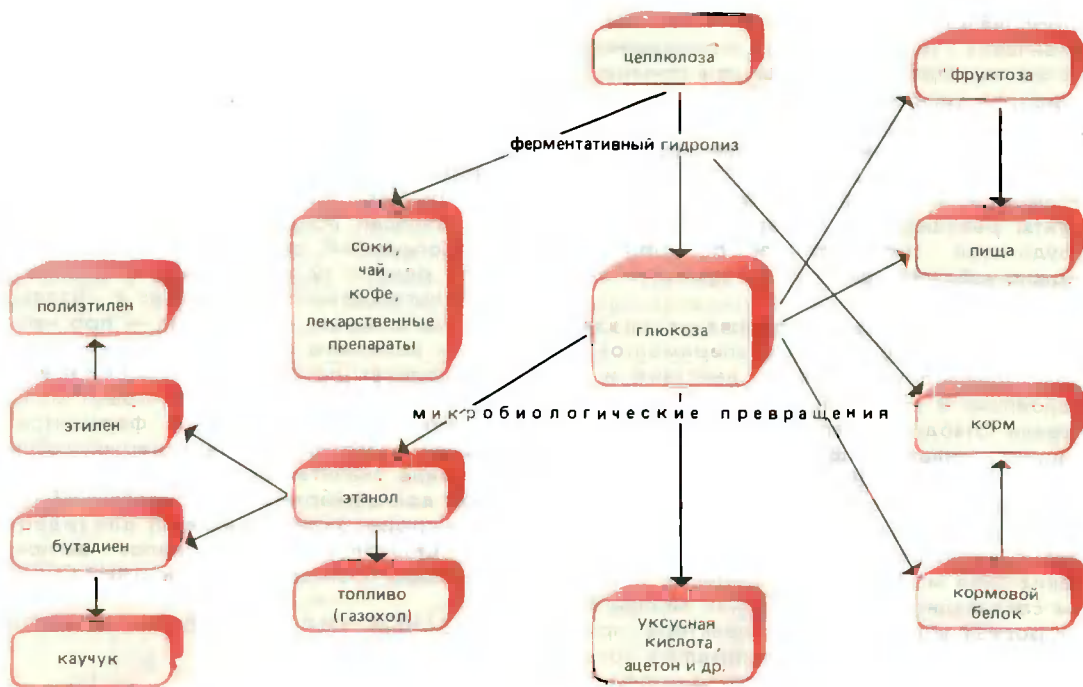 целлюлоза
фруктоза
ферментативный гидролиз
соки,
чай,
кофе,
лекарственные
препараты
пища
полиэтилен
глюкоза
микробиологические превращения
этилен
корм
этанол
бутадиен
топливо
(газохол)
кормовой
белок
уксусная
кислота,
ацетон и др.
каучук